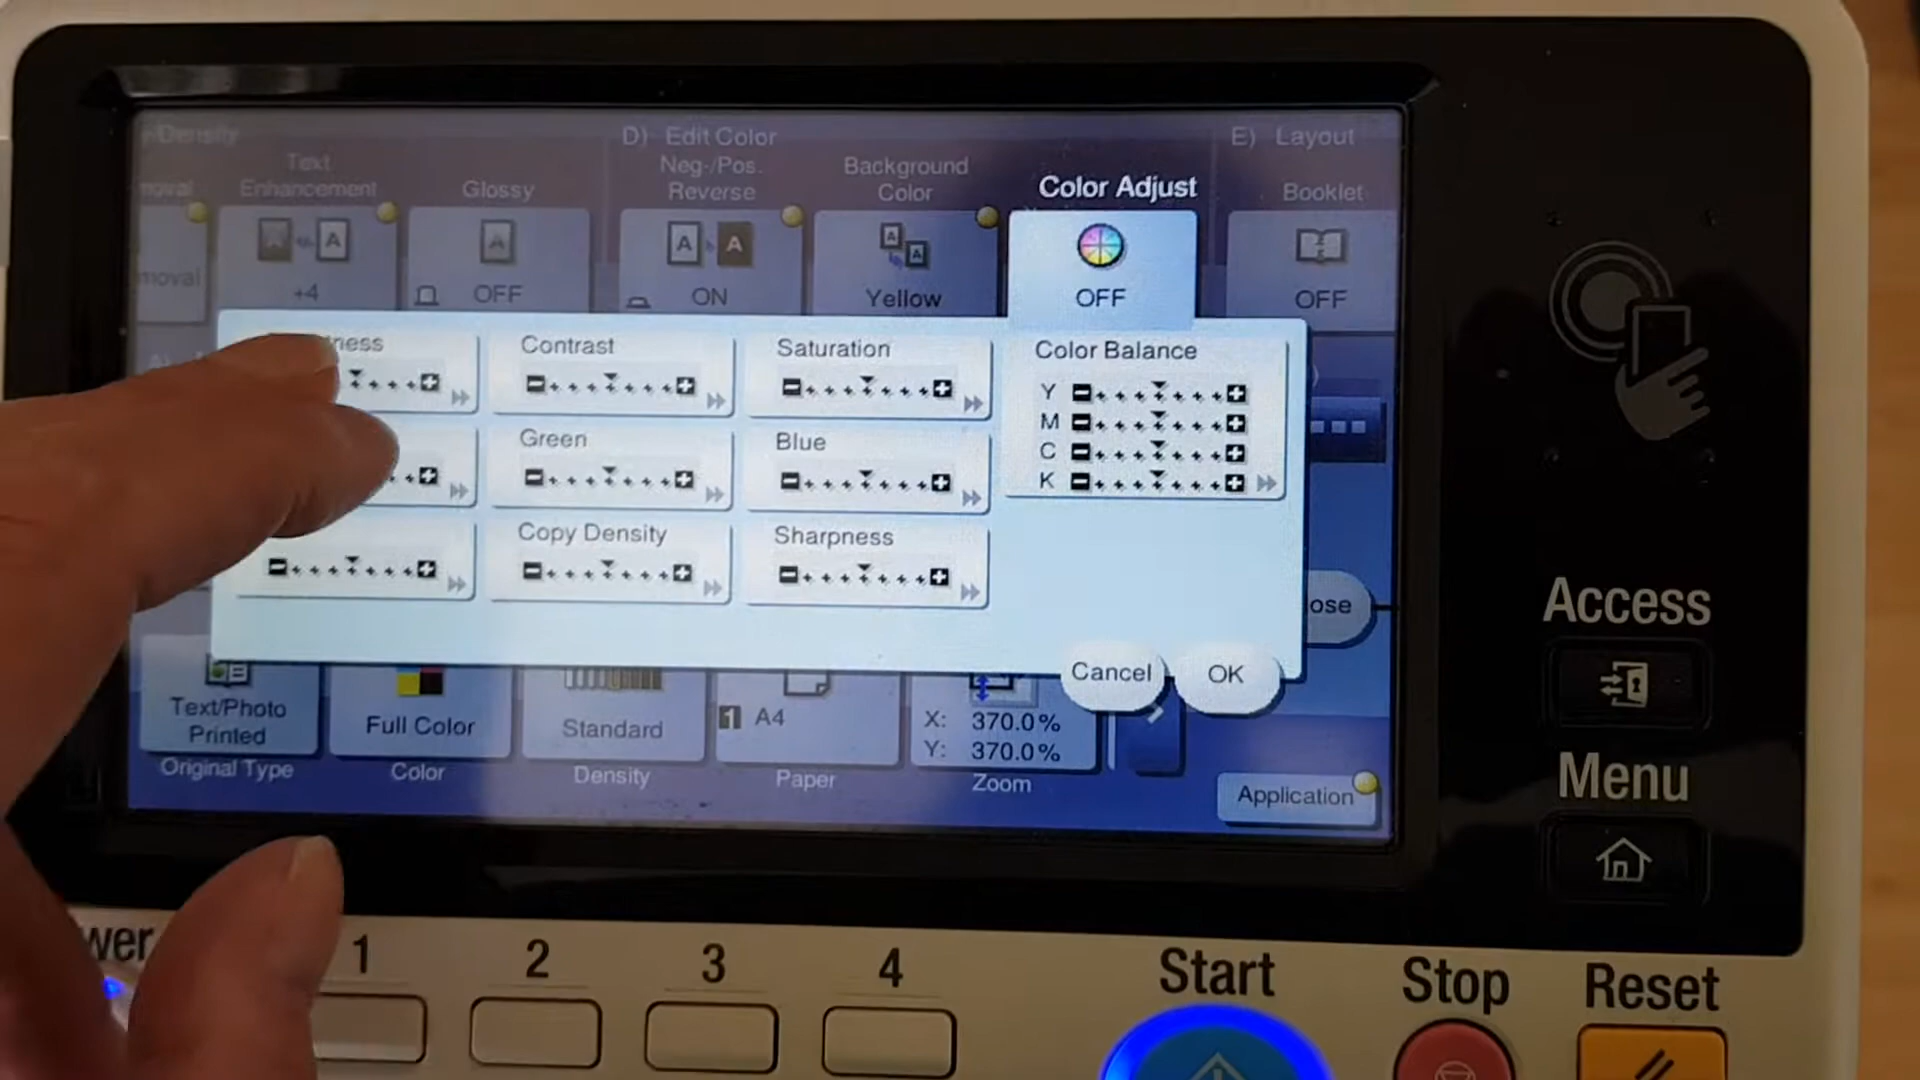 D) Edit Color
E) Layout
Text
Enhancement
Glossy
Neg-/Pos.
Reverse
Background
Color
Color Adjust
Booklet
+4
OFF
ON
Yellow
OFF
OFF
Contrast
Saturation
Color Balance
Y
M
C
K
Green
Blue
Copy Density
Sharpness
Cancel
OK
Text/Photo
Printed
Full Color
Standard
1 A4
X: 370.0%
Y: 370.0%
Original Type
Color
Density
Paper
Zoom
Application
Access
Menu
1
2
3
4
Start
Stop
Reset